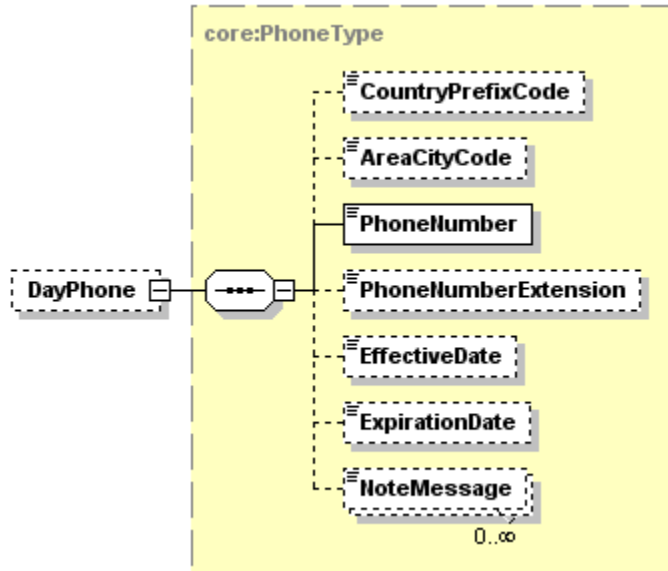 core:PhoneType
CountryPrefixCode
AreaCityCode
PhoneNumber
DayPhone
PhoneNumberExtension
EffectiveDate
ExpirationDate
NoteMessage
0..∞